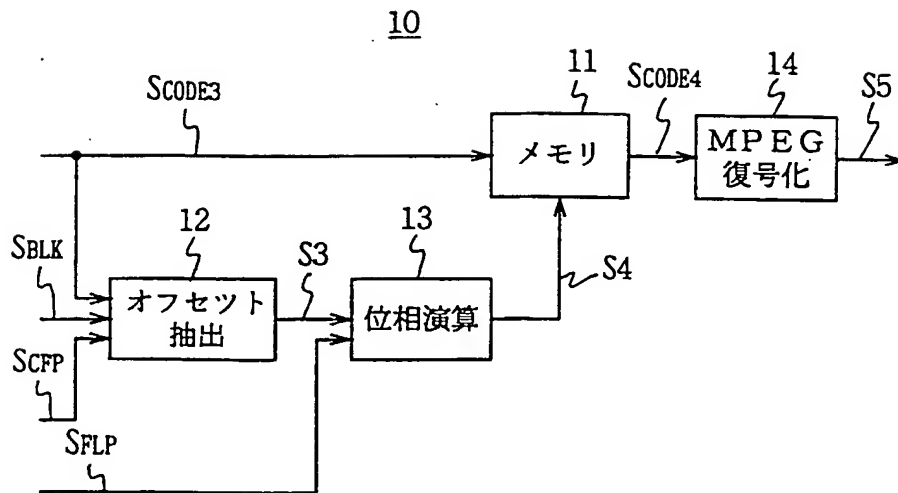 10
SCODE3
11
メモリ
SCODE4
14
MPEG
復号化
S5
SBLK
12
オフセット
抽出
S3
13
位相演算
S4
SCFP
SFLP